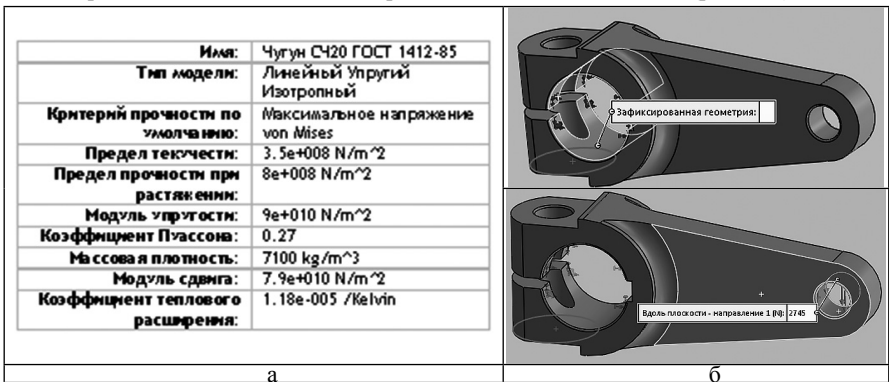 Имя: Чугун СЧ20 ГОСТ 1412-85
Тип модели: Линейный Упругий
Изотропный
Критерий прочности по
умолчанию: Максимальное напряжение
von Mises
Предел текучести: 3.5e+008 N/m^2
Предел прочности при
растяжении: 8e+008 N/m^2
Модуль упругости: 9e+010 N/m^2
Коэффициент Пуассона: 0.27
Массовая плотность: 7100 kg/m^3
Модуль сдвига: 7.9e+010 N/m^2
Коэффициент теплового
расширения: 1.18e-005 /Kelvin
Зафиксированная геометрия:
Вдоль плоскости - направление 1 (N): 2745
а
б